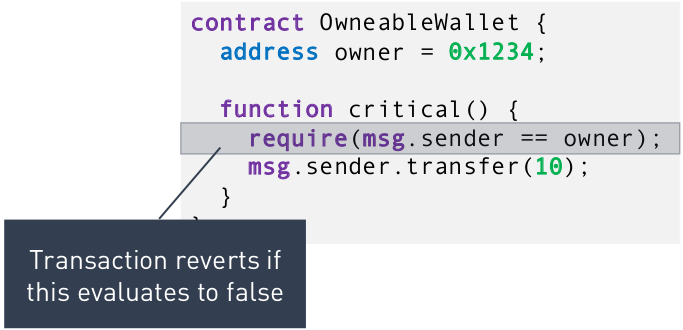 contract OwneableWallet {
address owner = 0x1234;
function critical() {
require(msg.sender == owner);
msg.sender.transfer(10);
}
Transaction reverts if
this evaluates to false